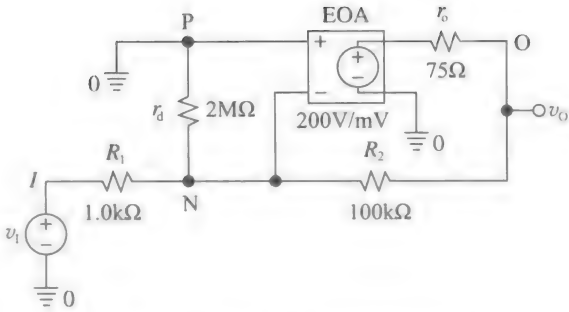 EOA
P
r_o
O
+
+
−
−
75Ω
0
v_O
r_d
2MΩ
200V/mV
0
R_1
R_2
I
1.0kΩ
N
100kΩ
v_I
+
−
0